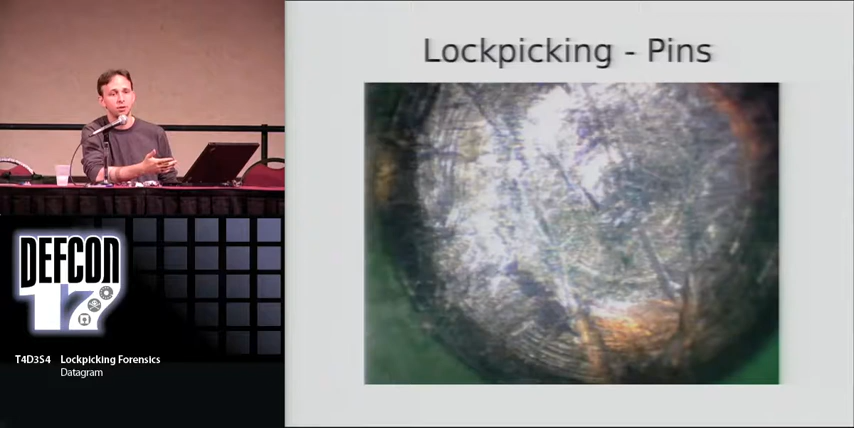 Lockpicking - Pins
DEFCON
17
T4D3S4 Lockpicking Forensics
Datagram